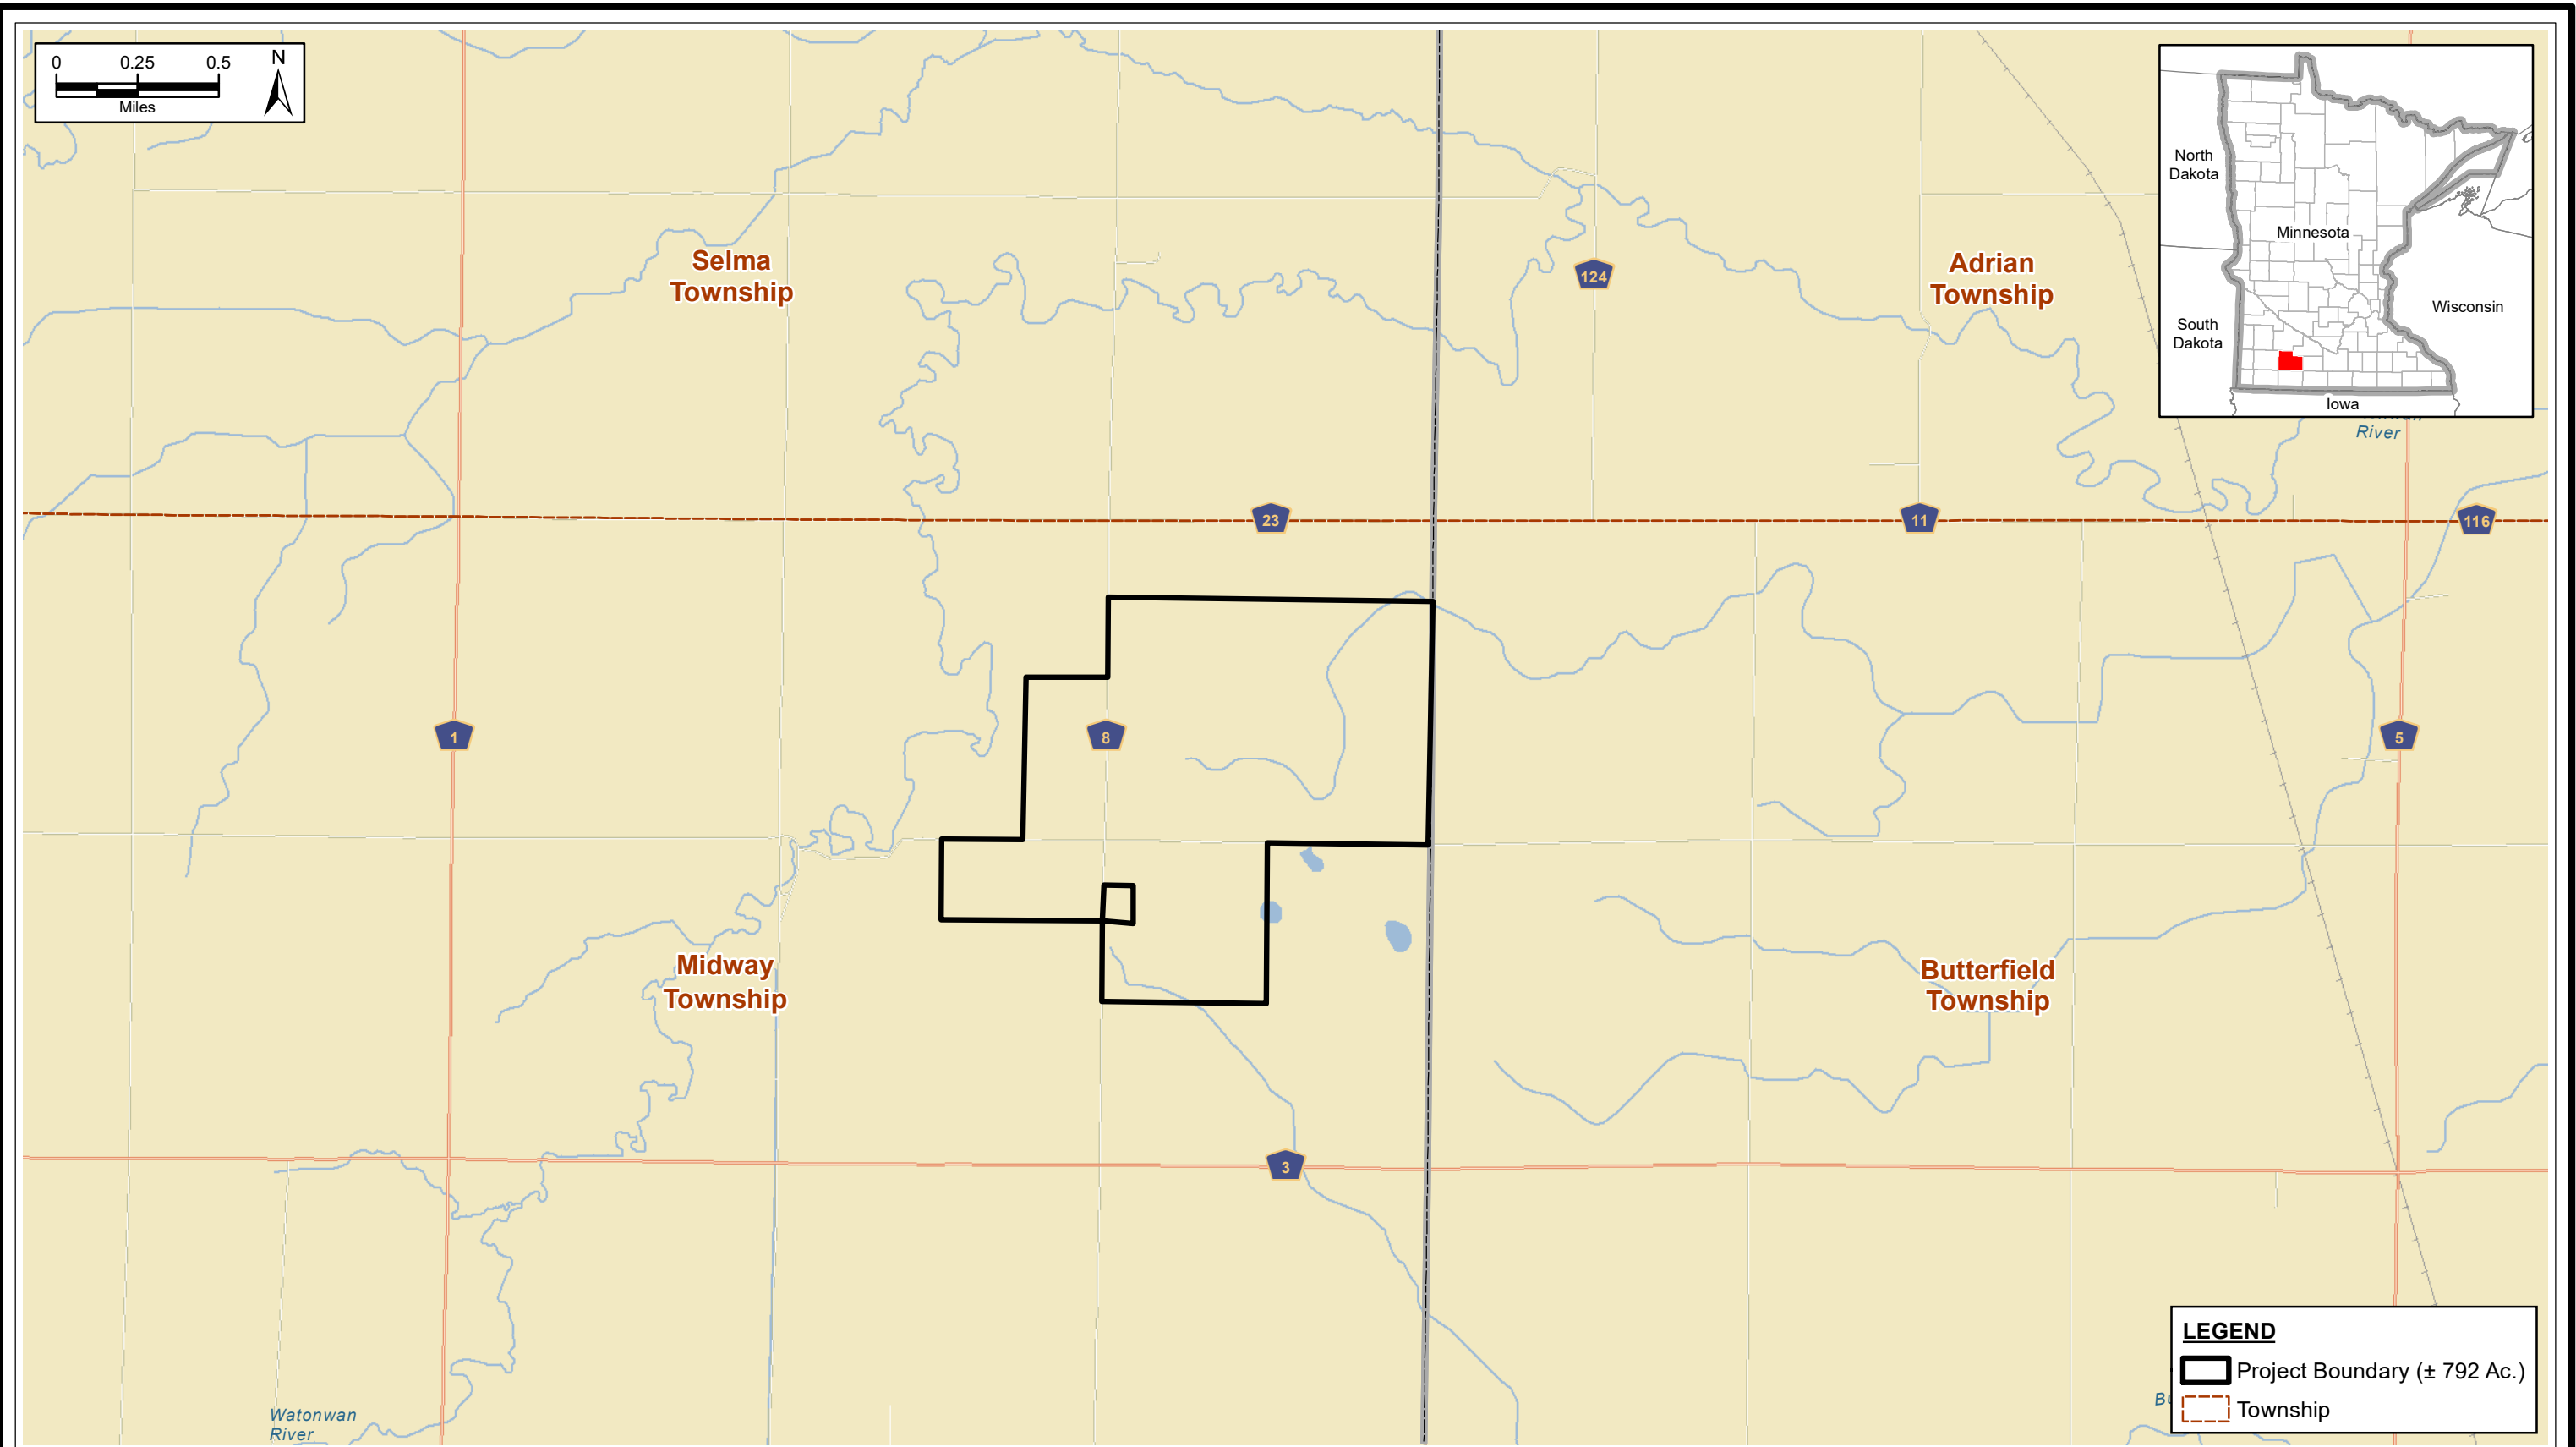 0 0.25 0.5
Miles
N
Selma
Township
Adrian
Township
124
23
11
116
1
8
5
Midway
Township
Butterfield
Township
3
Watonwan
River
River
North
Dakota
Minnesota
South
Dakota
Wisconsin
Iowa
LEGEND
Project Boundary (± 792 Ac.)
Township